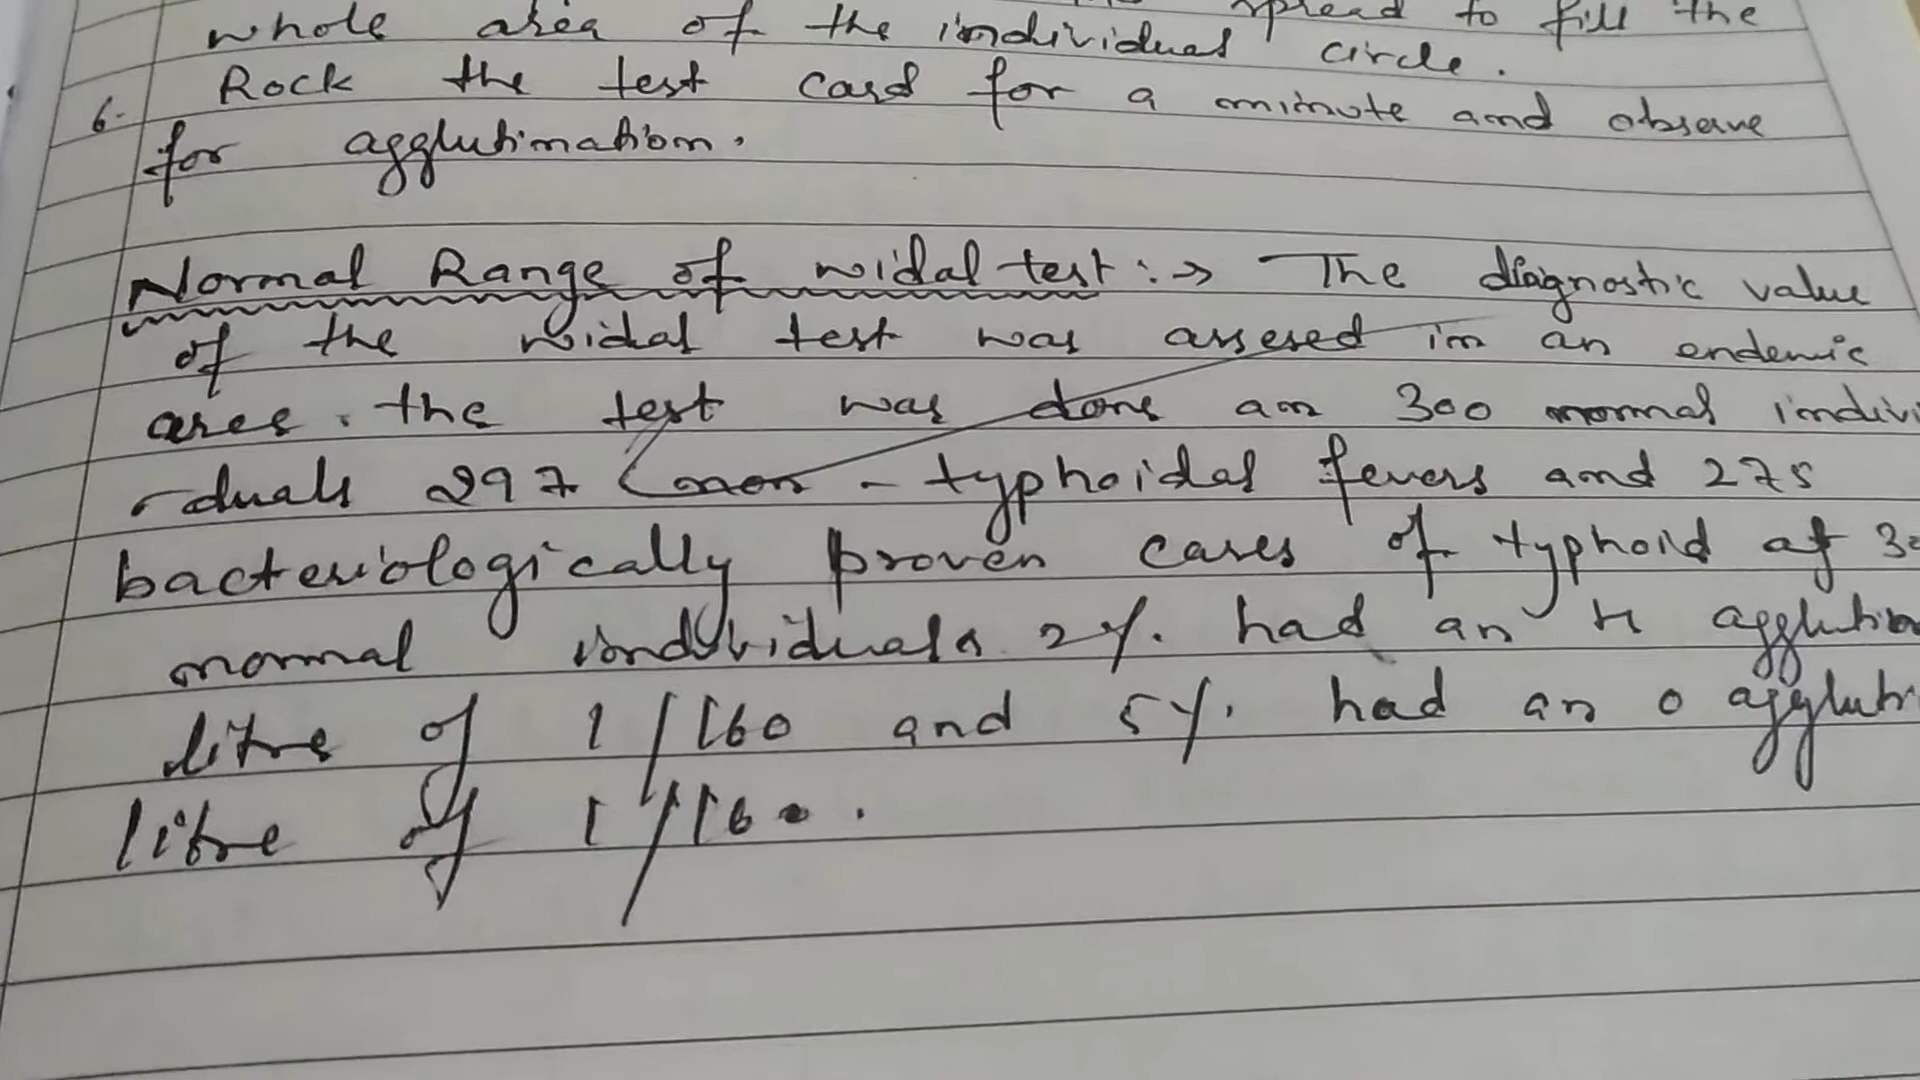 spread to fill the
whole area of the individual circle.
6. Rock the test card for a minute and observe
for agglutination.
Normal Range of widal test :→ The diagnostic value
of the widal test was assesed in an endemic
area. the test was done an 300 normal indivi
-duals 297 (non - typhoidal fevers and 275
bacteriologically proven cases of typhoid of 30
normal individuals 2%. had an H agglutin
litre of 1/160 and 5%. had an O aggluti
litre of 1/160.